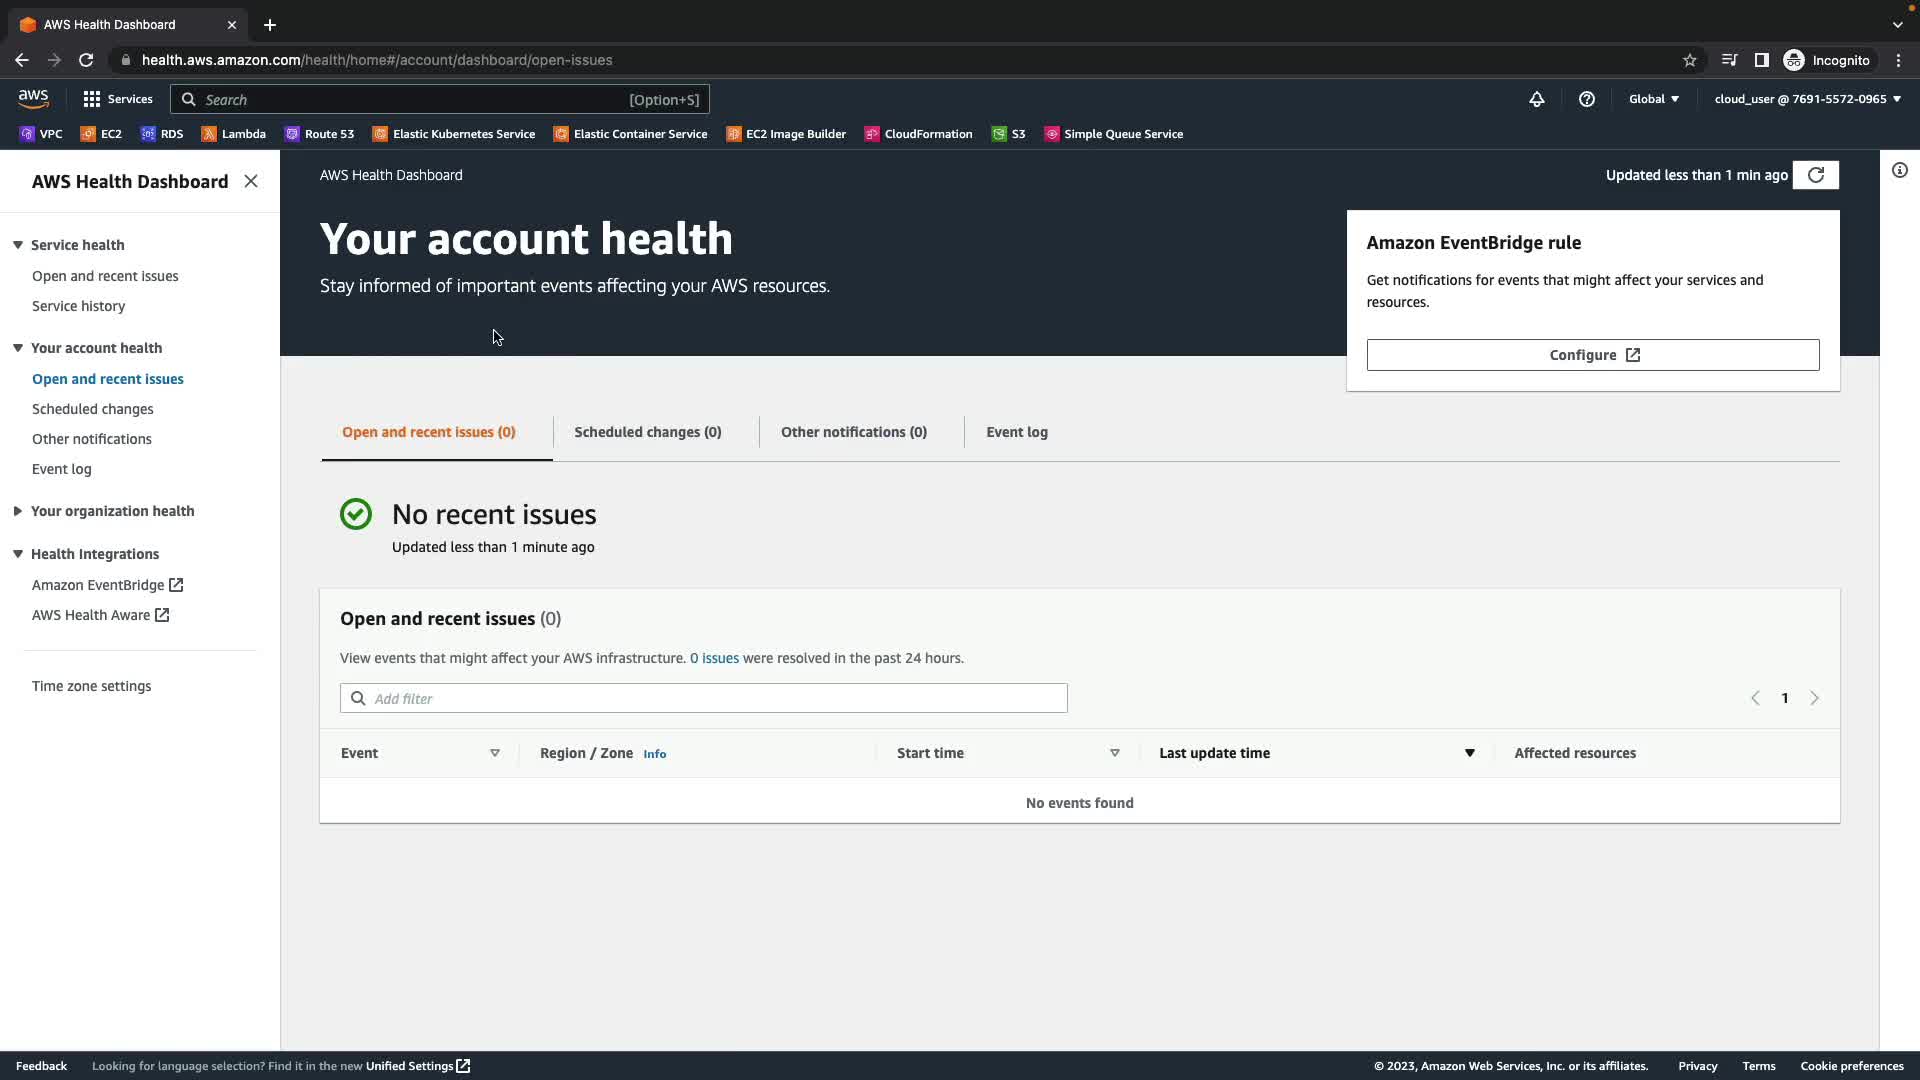 AWS Health Dashboard
health.aws.amazon.com/health/home#/account/dashboard/open-issues
Incognito
aws
Services
Search
[Option+S]
Global
cloud_user @ 7691-5572-0965
VPC
EC2
RDS
Lambda
Route 53
Elastic Kubernetes Service
Elastic Container Service
EC2 Image Builder
CloudFormation
S3
Simple Queue Service
AWS Health Dashboard
Service health
Open and recent issues
Service history
Your account health
Open and recent issues
Scheduled changes
Other notifications
Event log
Your organization health
Health Integrations
Amazon EventBridge
AWS Health Aware
Time zone settings
AWS Health Dashboard
Updated less than 1 min ago
Your account health
Stay informed of important events affecting your AWS resources.
Amazon EventBridge rule
Get notifications for events that might affect your services and
resources.
Configure
Open and recent issues (0)
Scheduled changes (0)
Other notifications (0)
Event log
No recent issues
Updated less than 1 minute ago
Open and recent issues (0)
View events that might affect your AWS infrastructure. 0 issues were resolved in the past 24 hours.
Add filter
1
Event
Region / Zone Info
Start time
Last update time
Affected resources
No events found
Feedback
Looking for language selection? Find it in the new Unified Settings
© 2023, Amazon Web Services, Inc. or its affiliates.
Privacy
Terms
Cookie preferences